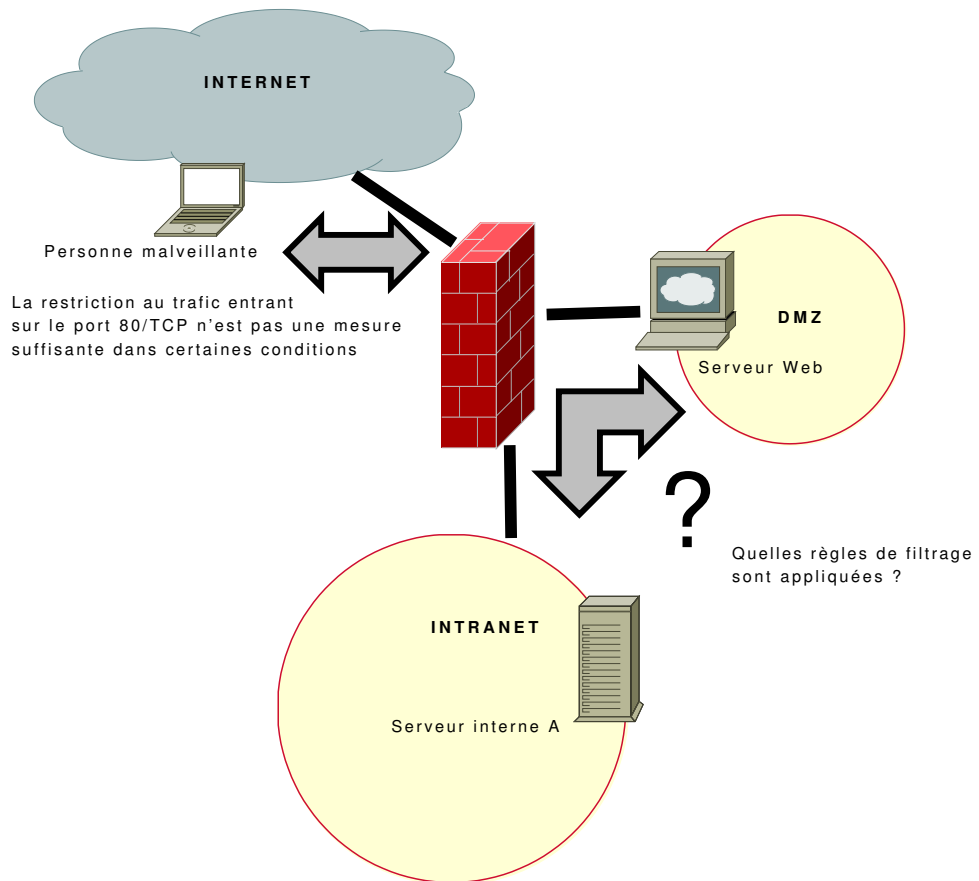 INTERNET
Personne malveillante
La restriction au trafic entrant
sur le port 80/TCP n'est pas une mesure
suffisante dans certaines conditions
DMZ
Serveur Web
?
Quelles règles de filtrage
sont appliquées ?
INTRANET
Serveur interne A